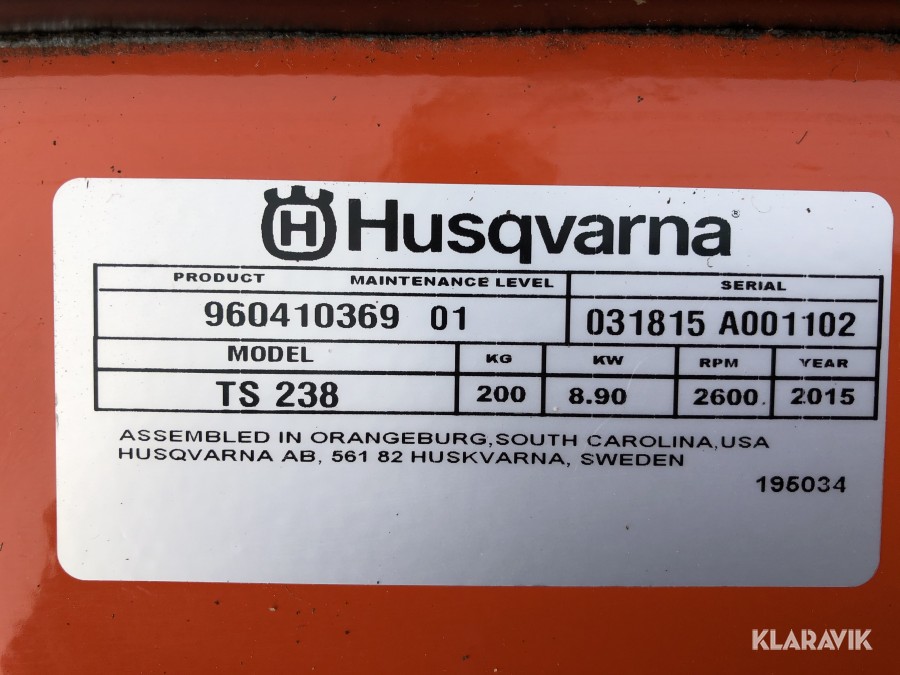 H Husqvarna®
PRODUCT MAINTENANCE LEVEL SERIAL
960410369 01 031815 A001102
MODEL KG KW RPM YEAR
TS 238 200 8.90 2600 2015
ASSEMBLED IN ORANGEBURG,SOUTH CAROLINA,USA
HUSQVARNA AB, 561 82 HUSKVARNA, SWEDEN
195034
KLARAVIK